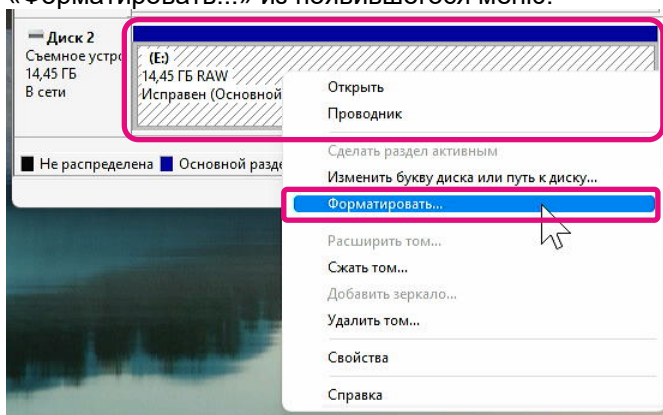 «Форматировать...» из появившегося меню.
Диск 2
Съемное устро
14,45 ГБ
В сети
(E:)
14,45 ГБ RAW
Исправен (Основной
Открыть
Проводник
Сделать раздел активным
Изменить букву диска или путь к диску...
Форматировать...
Расширить том...
Сжать том...
Добавить зеркало...
Удалить том...
Свойства
Справка
Не распределена Основной разде